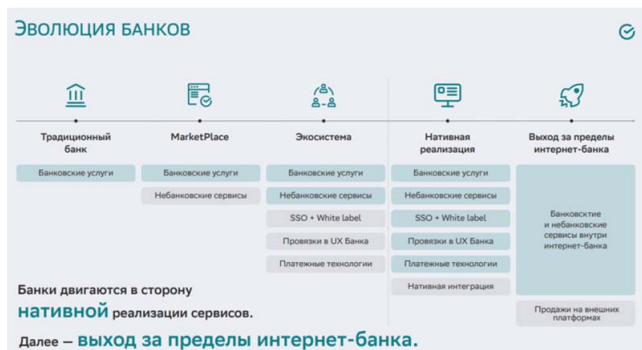 ЭВОЛЮЦИЯ БАНКОВ
Традиционный
банк
MarketPlace
Экосистема
Нативная
реализация
Выход за пределы
интернет-банка
Банковские услуги
Банковские услуги
Небанковские сервисы
Банковские услуги
Небанковские сервисы
SSO + White label
Провязки в UX Банка
Платежные технологии
Банковские услуги
Небанковские сервисы
SSO + White label
Провязки в UX Банка
Платежные технологии
Нативная интеграция
Банковсктие
и небанковские
сервисы внутри
интернет-банка
Продажи на внешних
платформах
Банки двигаются в сторону
нативной реализации сервисов.
Далее — выход за пределы интернет-банка.